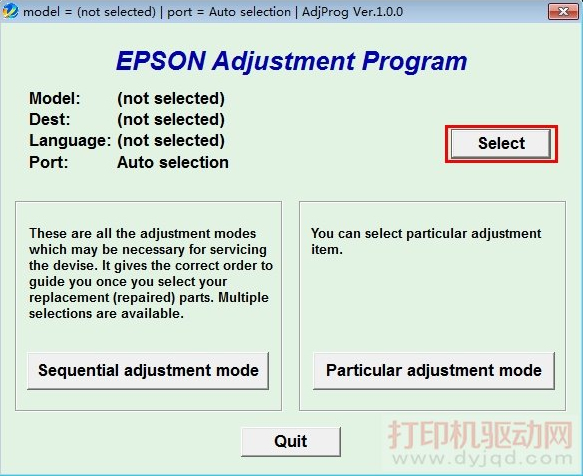 model = (not selected) | port = Auto selection | AdjProg Ver.1.0.0
EPSON Adjustment Program
Model: (not selected)
Dest: (not selected)
Language: (not selected)
Port: Auto selection
Select
These are all the adjustment modes
which may be necessary for servicing
the devise. It gives the correct order to
guide you once you select your
replacement (repaired) parts. Multiple
selections are available.
Sequential adjustment mode
You can select particular adjustment
item.
Particular adjustment mode
Quit
打印机驱动网
www.dyjqd.com